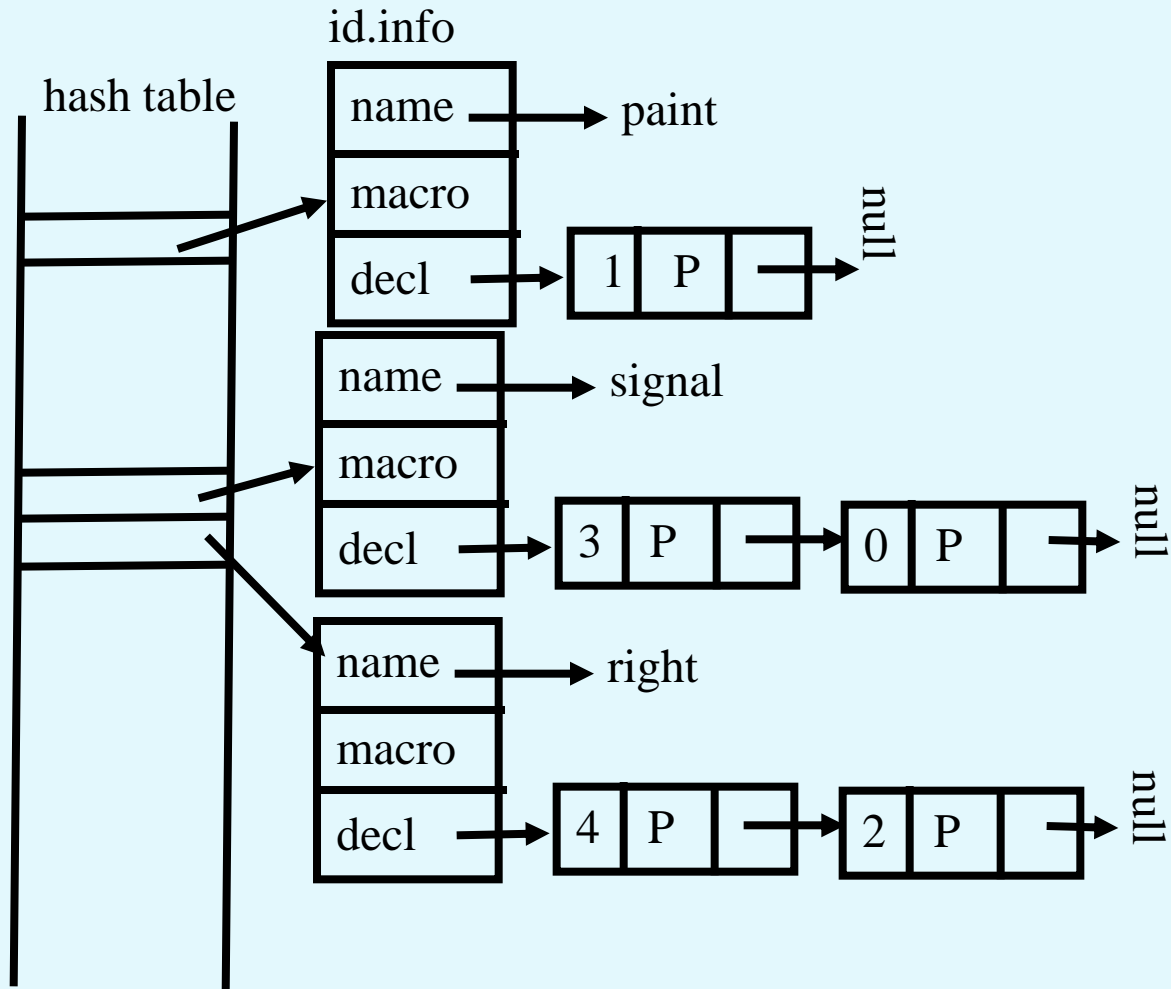 id.info
hash table
name paint
macro
decl 1 P null
name signal
macro
decl 3 P 0 P null
name right
macro
decl 4 P 2 P null